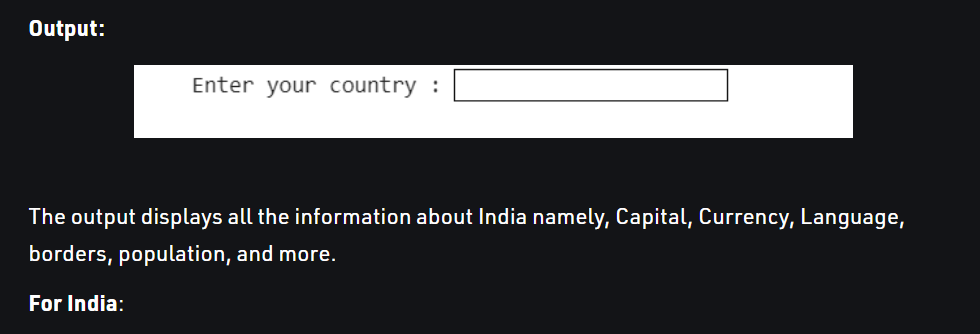 Output:
Enter your country :
The output displays all the information about India namely, Capital, Currency, Language,
borders, population, and more.
For India: